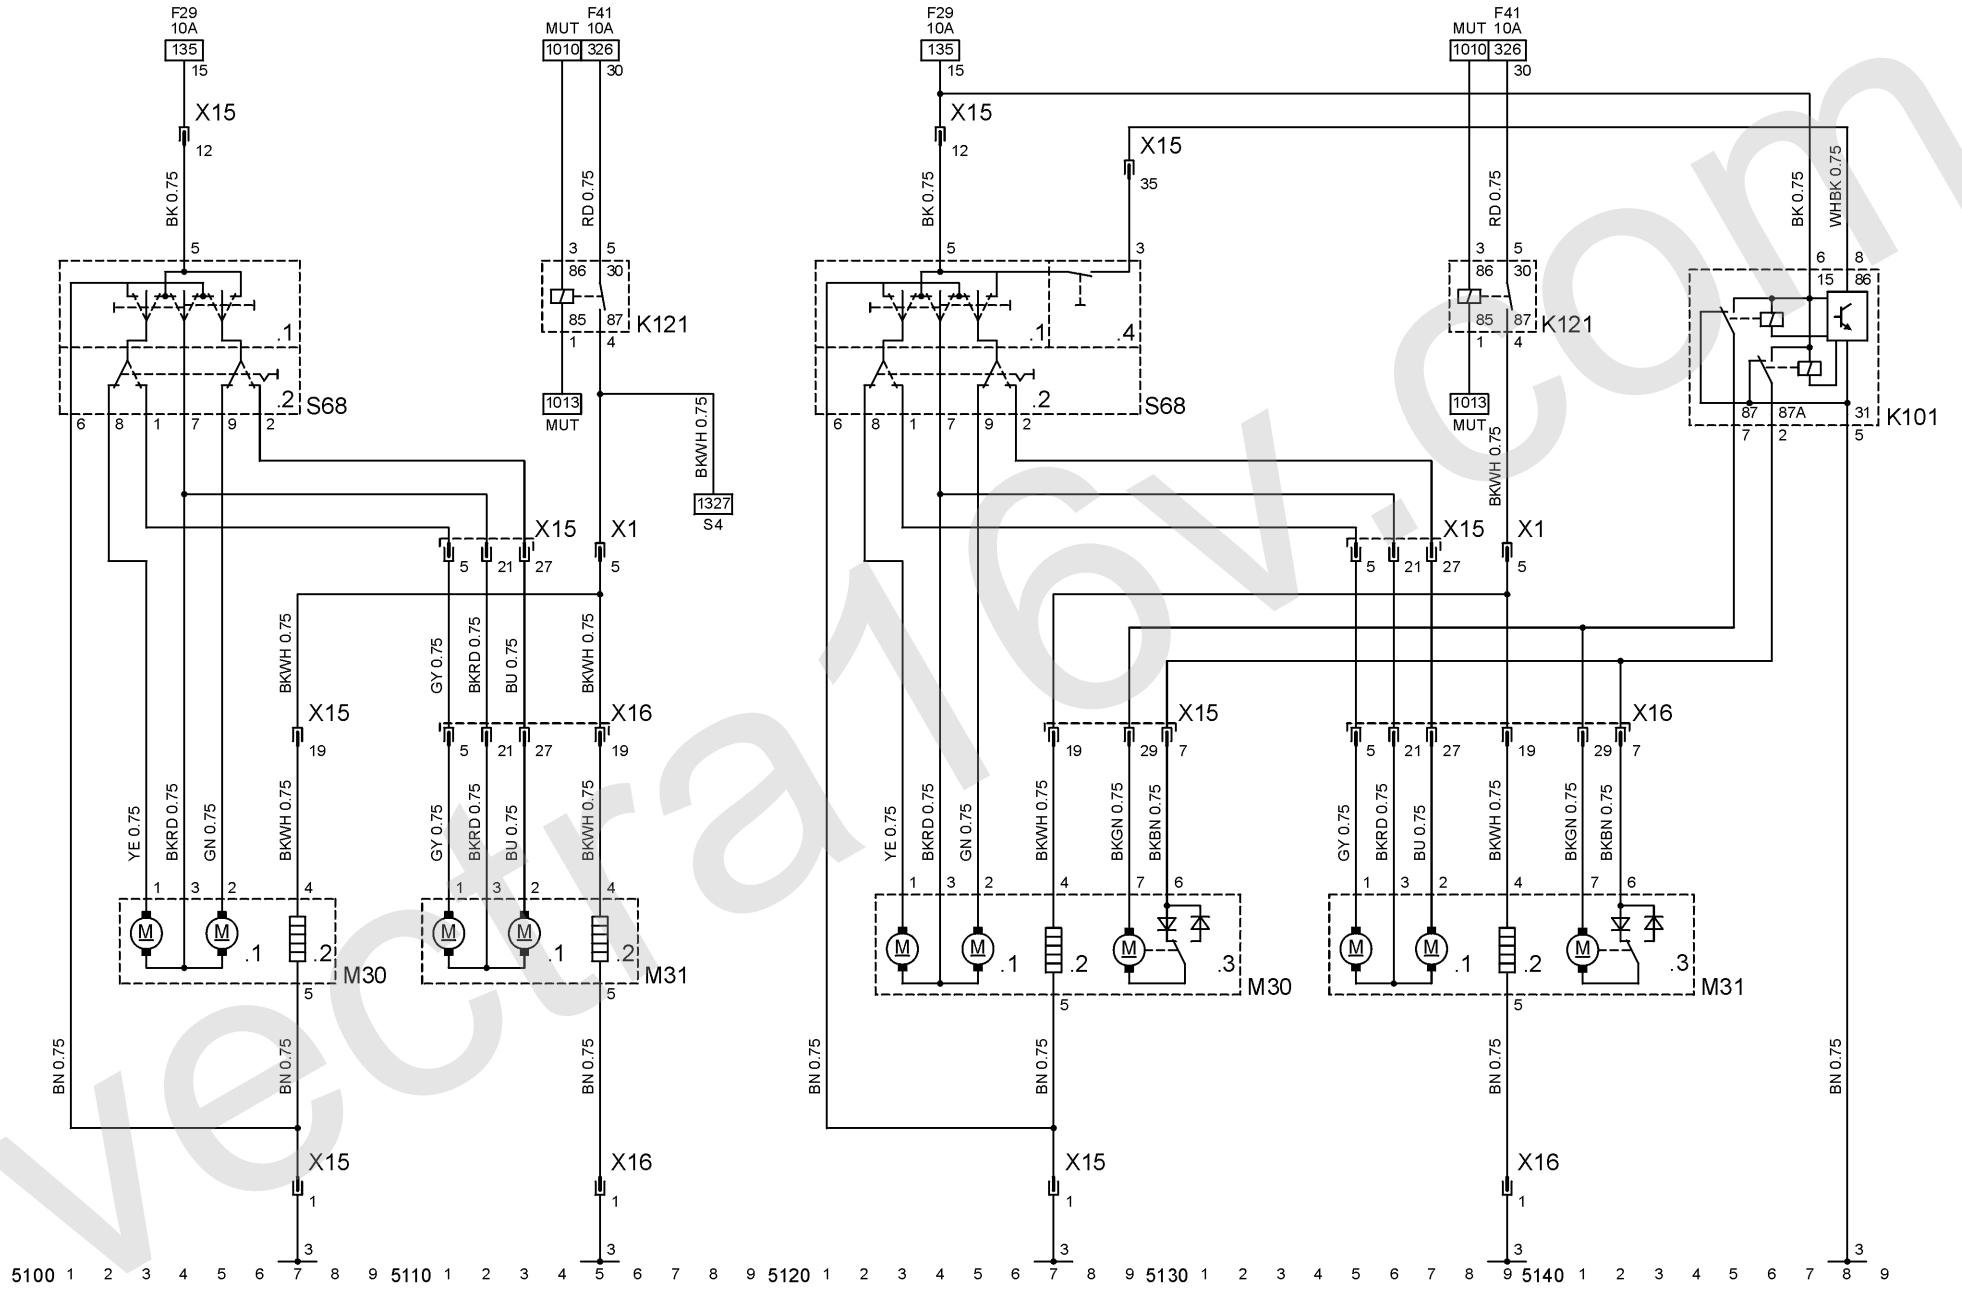 F29 F41 F29 F41
10A MUT 10A 10A MUT 10A
135 1010 326 135 1010 326
15 30 15 30
X15 X15 X15
12 12 35
BK 0.75 RD 0.75 BK 0.75 RD 0.75 BK 0.75 WHBK 0.75
5 3 5 5 3 3 5 6 8
86 30 86 30 15 86
.1 85 87 K121 .1 .4 85 87 K121
1 4 1 4
.2 S68 1013 .2 S68 1013 87 87A 31 K101
6 8 1 7 9 2 MUT 6 8 1 7 9 2 MUT 7 2 5
BKWH 0.75 BKWH 0.75
1327
S4
X15 X1 X15 X1
5 21 27 5 5 21 27 5
BKWH 0.75 GY 0.75 BKRD 0.75 BU 0.75 BKWH 0.75
X15 X16 X15 X16
19 5 21 27 19 19 29 7 5 21 27 19 29 7
YE 0.75 BKRD 0.75 GN 0.75 BKWH 0.75 GY 0.75 BKRD 0.75 BU 0.75 BKWH 0.75 YE 0.75 BKRD 0.75 GN 0.75 BKWH 0.75 BKGN 0.75 BKBN 0.75 GY 0.75 BKRD 0.75 BU 0.75 BKWH 0.75 BKGN 0.75 BKBN 0.75
1 3 2 4 1 3 2 4 1 3 2 4 7 6 1 3 2 4 7 6
M M .1 .2 M M .1 .2 M M .1 .2 M .3 M M .1 .2 M .3
M30 M31 M30 M31
5 5 5 5
BN 0.75 BN 0.75 BN 0.75 BN 0.75 BN 0.75 BN 0.75 BN 0.75
X15 X16 X15 X16
1 1 1 1
3 3 3 3 3
5100 1 2 3 4 5 6 7 8 9 5110 1 2 3 4 5 6 7 8 9 5120 1 2 3 4 5 6 7 8 9 5130 1 2 3 4 5 6 7 8 9 5140 1 2 3 4 5 6 7 8 9
vectra16v.com